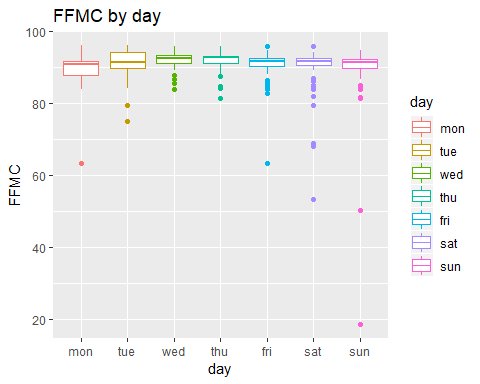 FFMC by day
100
80
60
40
20
FFMC
mon tue wed thu fri sat sun
day
day
mon
tue
wed
thu
fri
sat
sun